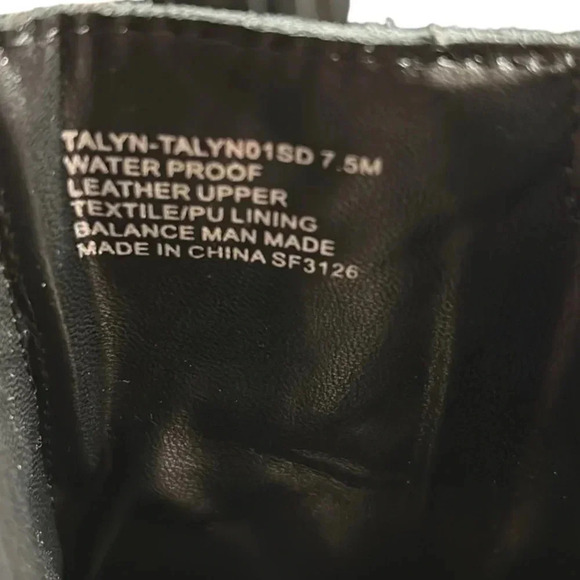 TALYN-TALYN01SD 7.5M
WATER PROOF
LEATHER UPPER
TEXTILE/PU LINING
BALANCE MAN MADE
MADE IN CHINA SF3126